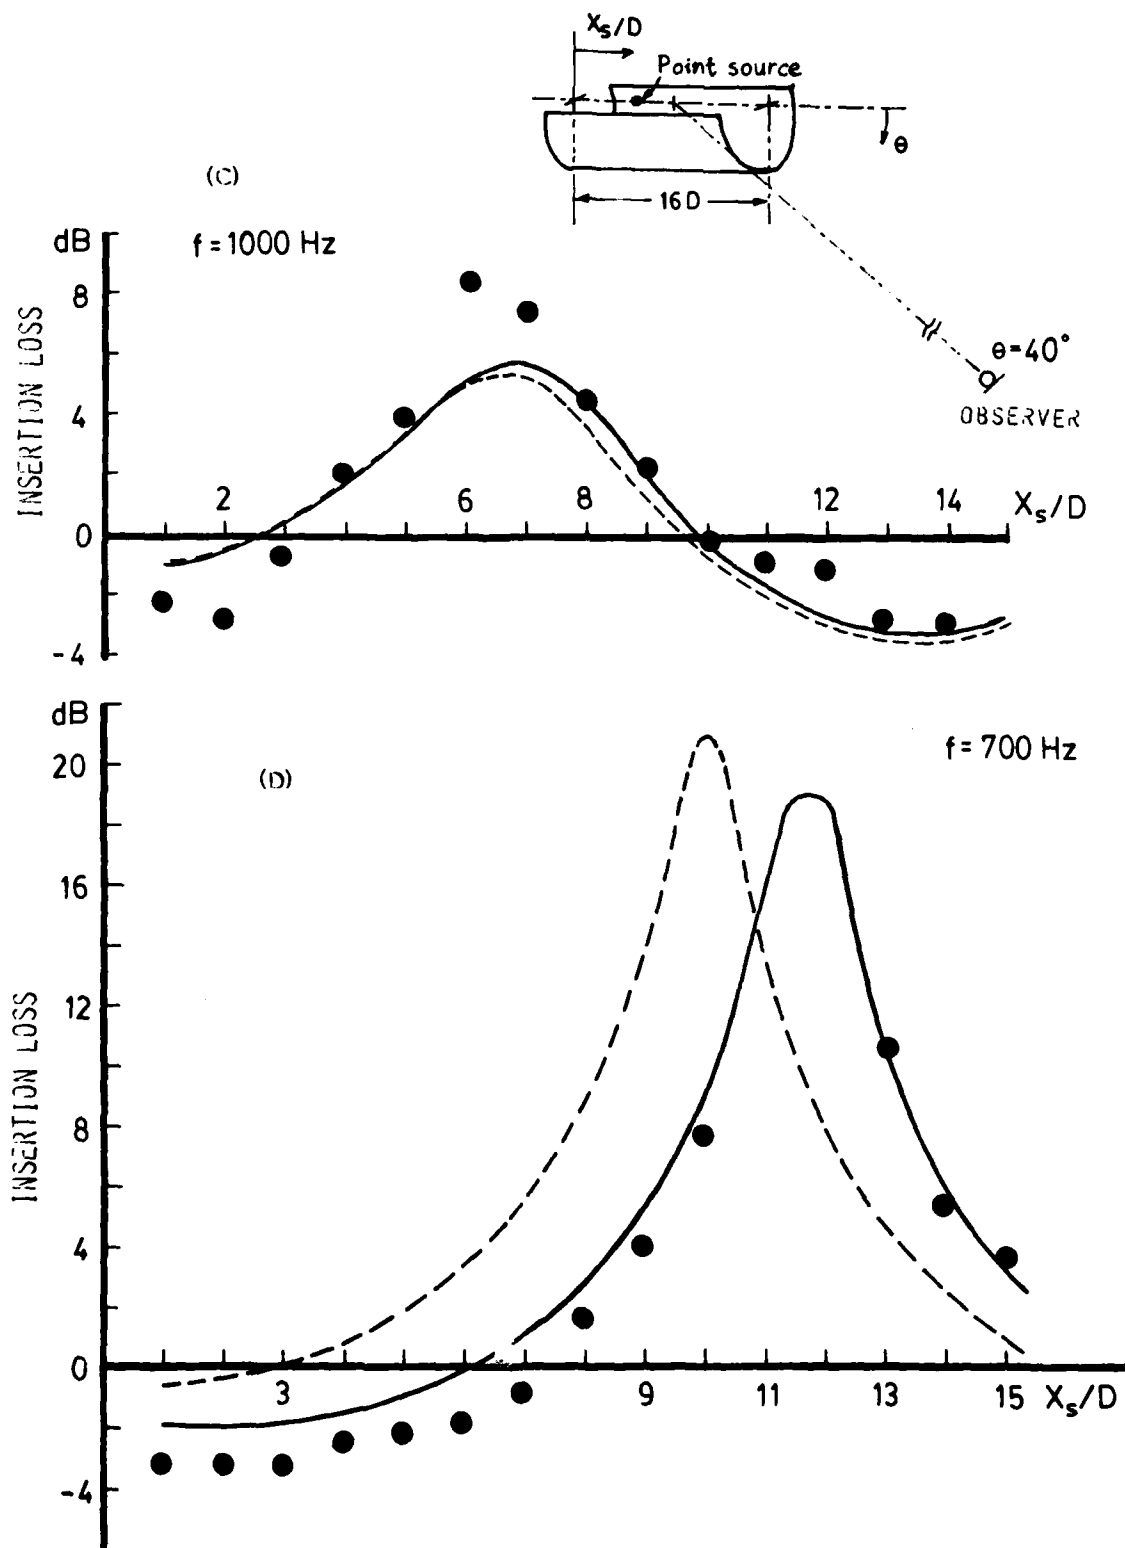 Xs/D
Point source
θ
16D
(C)
dB
f = 1000 Hz
θ=40°
OBSERVER
INSERTION LOSS
8
4
0
-4
2 6 8 12 14 Xs/D
dB
f = 700 Hz
(D)
INSERTION LOSS
20
16
12
8
4
0
-4
3 9 11 13 15 Xs/D